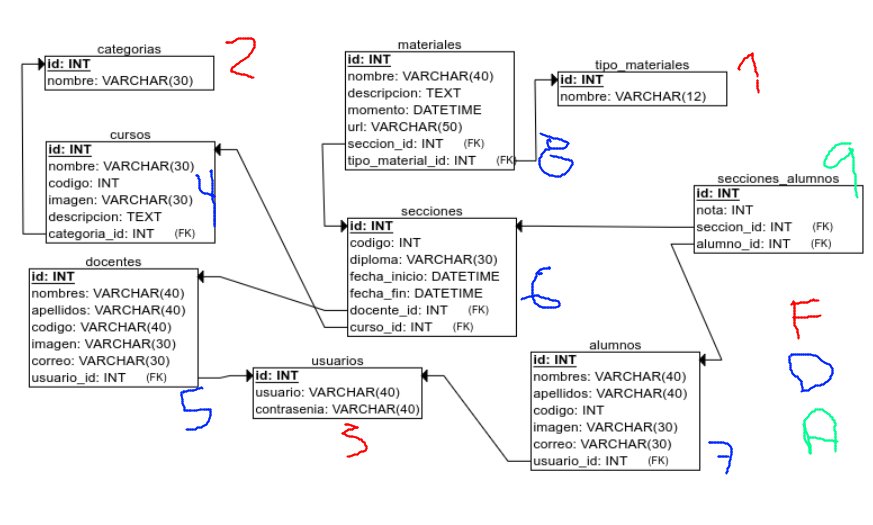 categorias
id: INT
nombre: VARCHAR(30)
2
materiales
id: INT
nombre: VARCHAR(40)
descripcion: TEXT
momento: DATETIME
url: VARCHAR(50)
seccion_id: INT (FK)
tipo_material_id: INT (FK)
8
tipo_materiales
id: INT
nombre: VARCHAR(12)
1
cursos
id: INT
nombre: VARCHAR(30)
codigo: INT
imagen: VARCHAR(30)
descripcion: TEXT
categoria_id: INT (FK)
4
secciones
id: INT
codigo: INT
diploma: VARCHAR(30)
fecha_inicio: DATETIME
fecha_fin: DATETIME
docente_id: INT (FK)
curso_id: INT (FK)
6
secciones_alumnos
id: INT
nota: INT
seccion_id: INT (FK)
alumno_id: INT (FK)
9
docentes
id: INT
nombres: VARCHAR(40)
apellidos: VARCHAR(40)
codigo: VARCHAR(40)
imagen: VARCHAR(30)
correo: VARCHAR(30)
usuario_id: INT (FK)
5
usuarios
id: INT
usuario: VARCHAR(40)
contrasenia: VARCHAR(40)
3
alumnos
id: INT
nombres: VARCHAR(40)
apellidos: VARCHAR(40)
codigo: INT
imagen: VARCHAR(30)
correo: VARCHAR(30)
usuario_id: INT (FK)
7
F
D
A